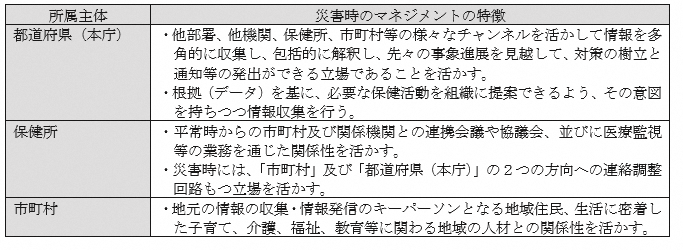 所属主体
災害時のマネジメントの特徴
都道府県（本庁）
・他部署、他機関、保健所、市町村等の様々なチャンネルを活かして情報を多
角的に収集し、包括的に解釈し、先々の事象進展を見越して、対策の樹立と
通知等の発出ができる立場であることを活かす。
・根拠（データ）を基に、必要な保健活動を組織に提案できるよう、その意図
を持ちつつ情報収集を行う。
保健所
・平常時からの市町村及び関係機関との連携会議や協議会、並びに医療監視
等の業務を通じた関係性を活かす。
・災害時には、「市町村」及び「都道府県（本庁）」の２つの方向への連絡調整
回路もつ立場を活かす。
市町村
・地元の情報の収集・情報発信のキーパーソンとなる地域住民、生活に密着し
た子育て、介護、福祉、教育等に関わる地域の人材との関係性を活かす。